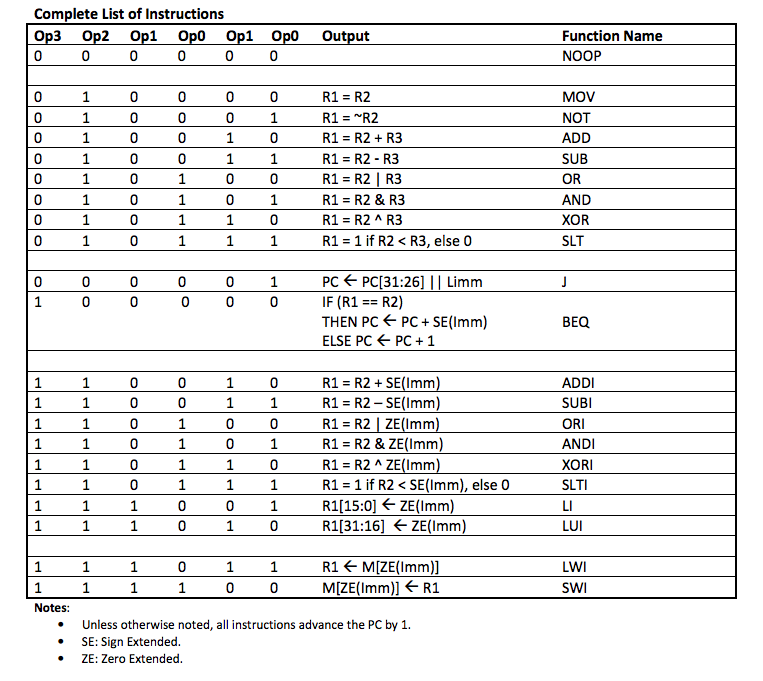 Complete List of Instructions
Op3 Op2 Op1 Op0 Op1 Op0 Output Function Name
0 0 0 0 0 0 NOOP
0 1 0 0 0 0 R1 = R2 MOV
0 1 0 0 0 1 R1 = ~R2 NOT
0 1 0 0 1 0 R1 = R2 + R3 ADD
0 1 0 0 1 1 R1 = R2 - R3 SUB
0 1 0 1 0 0 R1 = R2 | R3 OR
0 1 0 1 0 1 R1 = R2 & R3 AND
0 1 0 1 1 0 R1 = R2 ^ R3 XOR
0 1 0 1 1 1 R1 = 1 if R2 < R3, else 0 SLT
0 0 0 0 0 1 PC ← PC[31:26] || Limm J
1 0 0 0 0 0 IF (R1 == R2)
THEN PC ← PC + SE(Imm) BEQ
ELSE PC ← PC + 1
1 1 0 0 1 0 R1 = R2 + SE(Imm) ADDI
1 1 0 0 1 1 R1 = R2 – SE(Imm) SUBI
1 1 0 1 0 0 R1 = R2 | ZE(Imm) ORI
1 1 0 1 0 1 R1 = R2 & ZE(Imm) ANDI
1 1 0 1 1 0 R1 = R2 ^ ZE(Imm) XORI
1 1 0 1 1 1 R1 = 1 if R2 < SE(Imm), else 0 SLTI
1 1 1 0 0 1 R1[15:0] ← ZE(Imm) LI
1 1 1 0 1 0 R1[31:16] ← ZE(Imm) LUI
1 1 1 0 1 1 R1 ← M[ZE(Imm)] LWI
1 1 1 1 0 0 M[ZE(Imm)] ← R1 SWI
Notes:
• Unless otherwise noted, all instructions advance the PC by 1.
• SE: Sign Extended.
• ZE: Zero Extended.